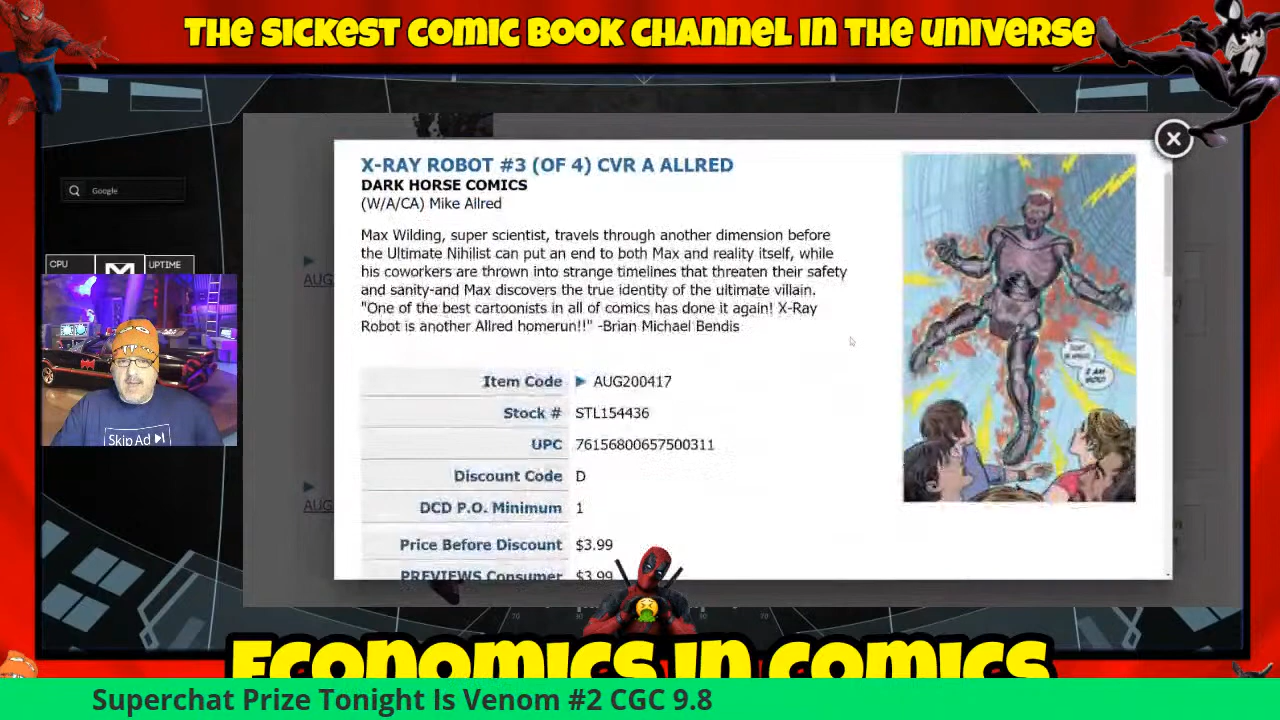 THE SICKEST COMIC BOOK CHANNEL IN THE UNIVERSE
Google
CPU
UPTIME
AUG
AUG
Skip Ad
X-RAY ROBOT #3 (OF 4) CVR A ALLRED
DARK HORSE COMICS
(W/A/CA) Mike Allred
Max Wilding, super scientist, travels through another dimension before
the Ultimate Nihilist can put an end to both Max and reality itself, while
his coworkers are thrown into strange timelines that threaten their safety
and sanity-and Max discovers the true identity of the ultimate villain.
"One of the best cartoonists in all of comics has done it again! X-Ray
Robot is another Allred homerun!!" -Brian Michael Bendis
Item Code AUG200417
Stock # STL154436
UPC 76156800657500311
Discount Code D
DCD P.O. Minimum 1
Price Before Discount $3.99
PREVIEWS Consumer $3.99
I AM
YOU!
ECONOMICS IN COMICS
Superchat Prize Tonight Is Venom #2 CGC 9.8